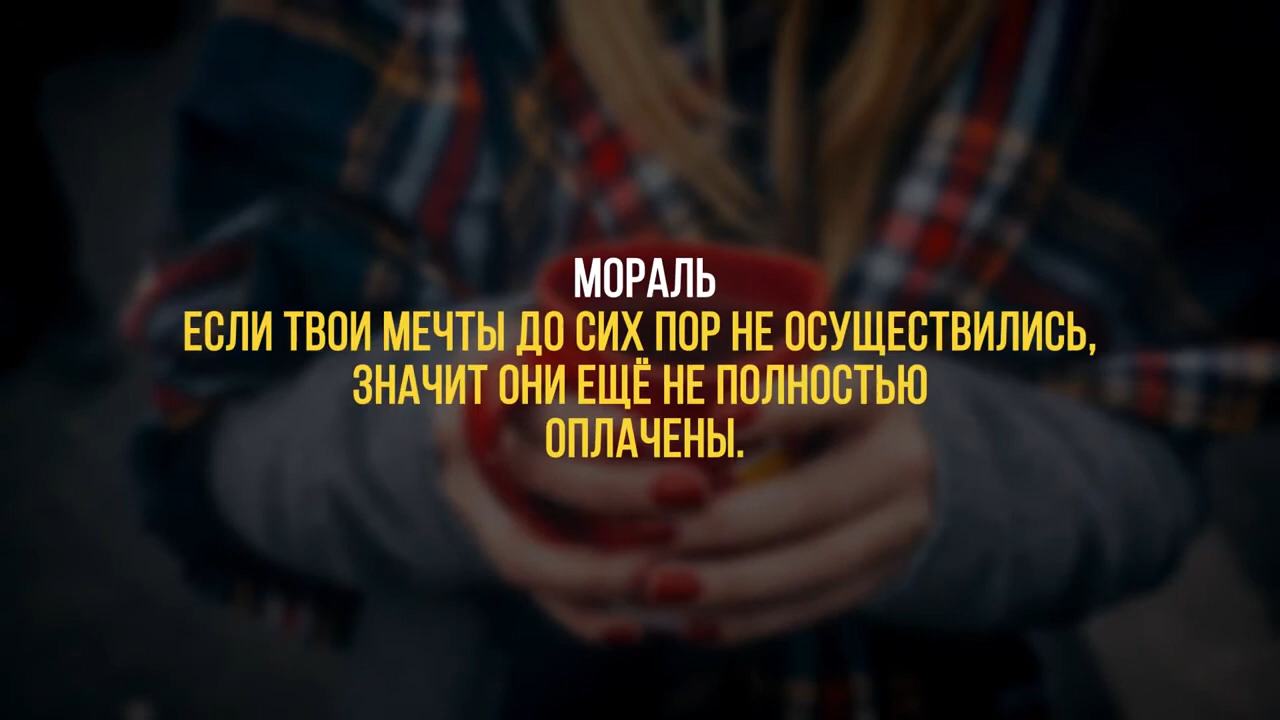 МОРАЛЬ
ЕСЛИ ТВОИ МЕЧТЫ ДО СИХ ПОР НЕ ОСУЩЕСТВИЛИСЬ,
ЗНАЧИТ ОНИ ЕЩЁ НЕ ПОЛНОСТЬЮ
ОПЛАЧЕНЫ.